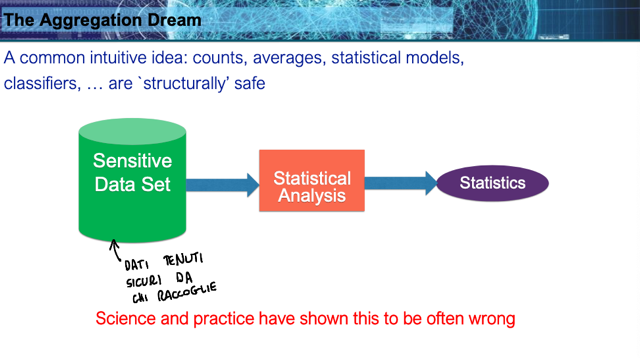 The Aggregation Dream
A common intuitive idea: counts, averages, statistical models,
classifiers, … are `structurally’ safe
Sensitive
Data Set
Statistical
Analysis
Statistics
DATI TENUTI
SICURI DA
CHI RACCOGLIE
Science and practice have shown this to be often wrong